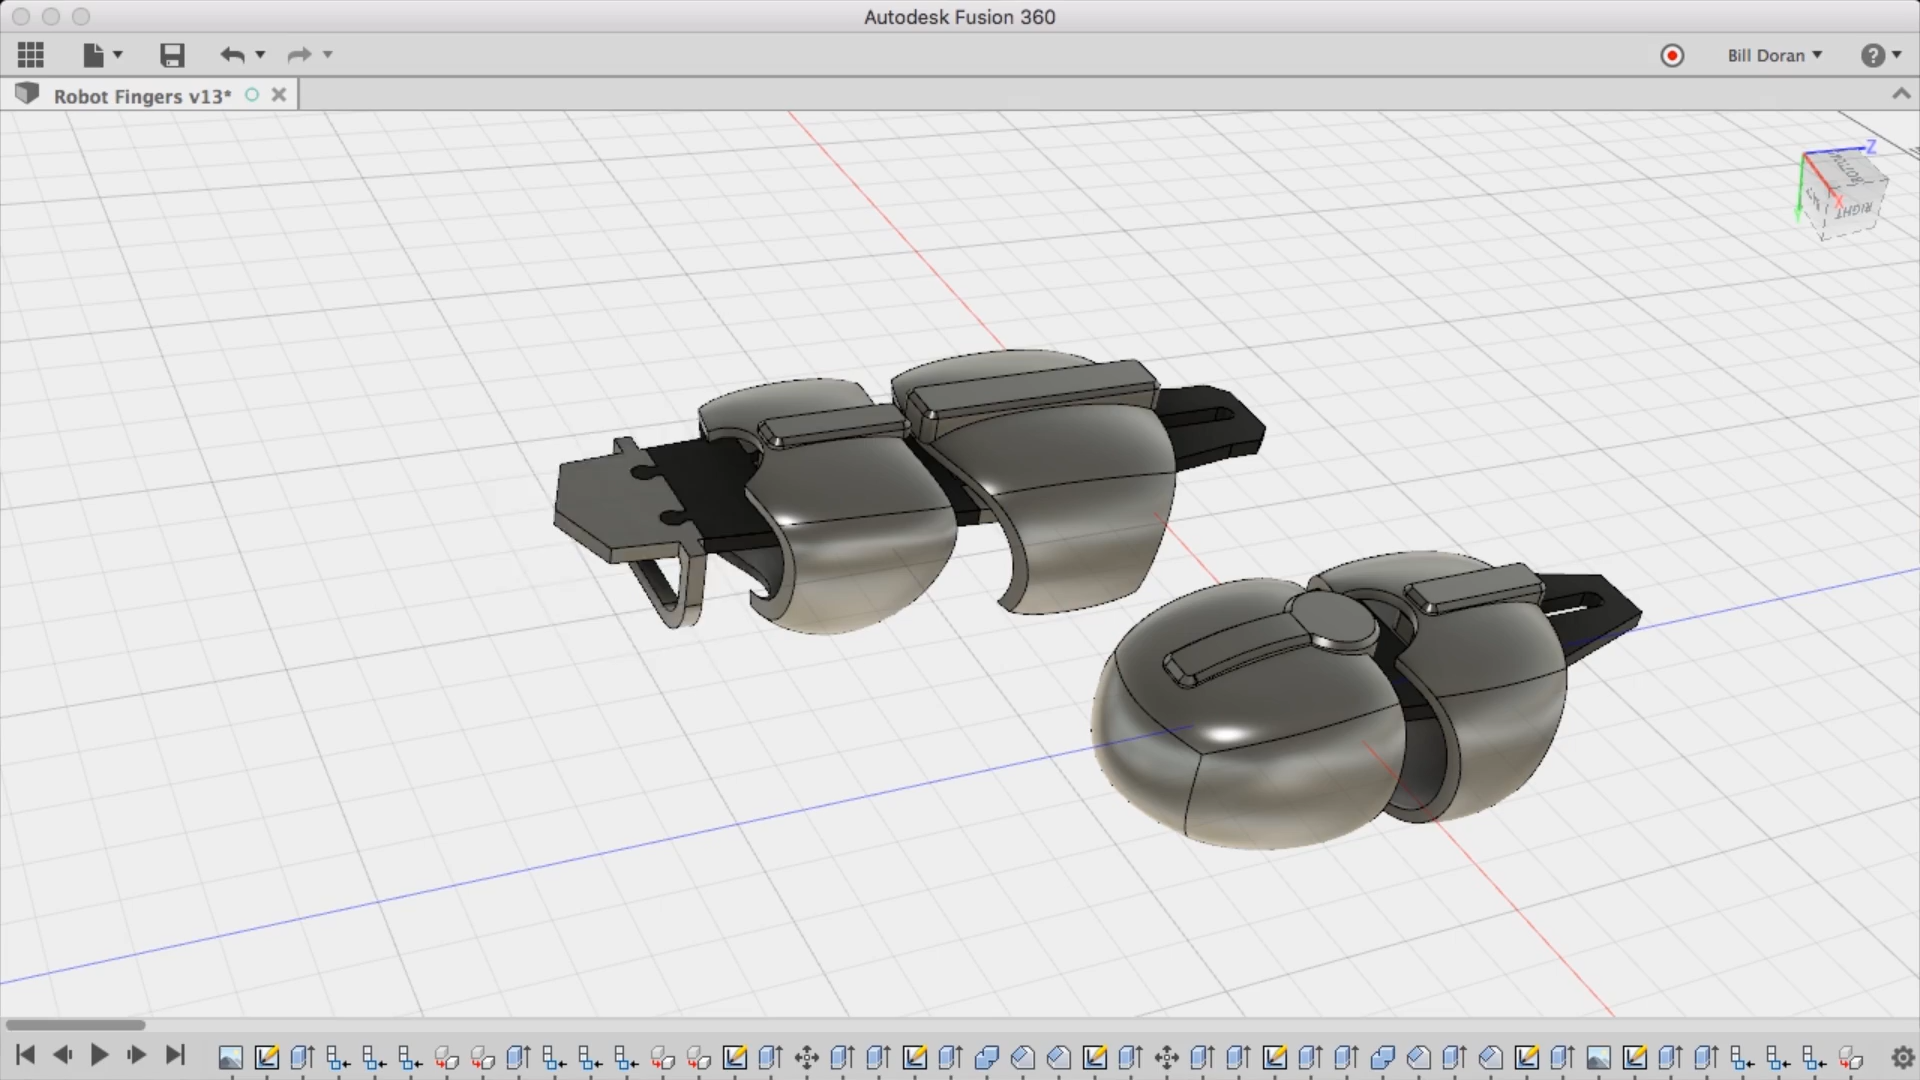 Autodesk Fusion 360
Bill Doran
?
Robot Fingers v13*
Z
X
RIGHT